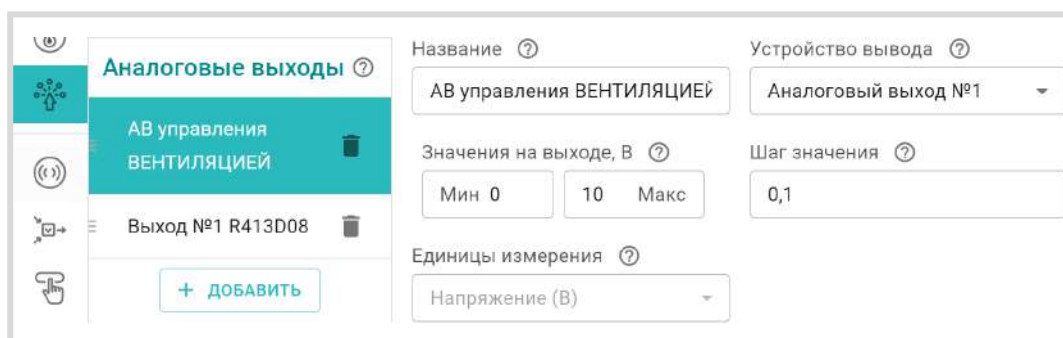 Аналоговые выходы
АВ управления
ВЕНТИЛЯЦИЕЙ
Выход №1 R413D08
+ ДОБАВИТЬ
Название
АВ управления ВЕНТИЛЯЦИЕЙ
Устройство вывода
Аналоговый выход №1
Значения на выходе, В
Мин 0
10 Макс
Шаг значения
0,1
Единицы измерения
Напряжение (В)